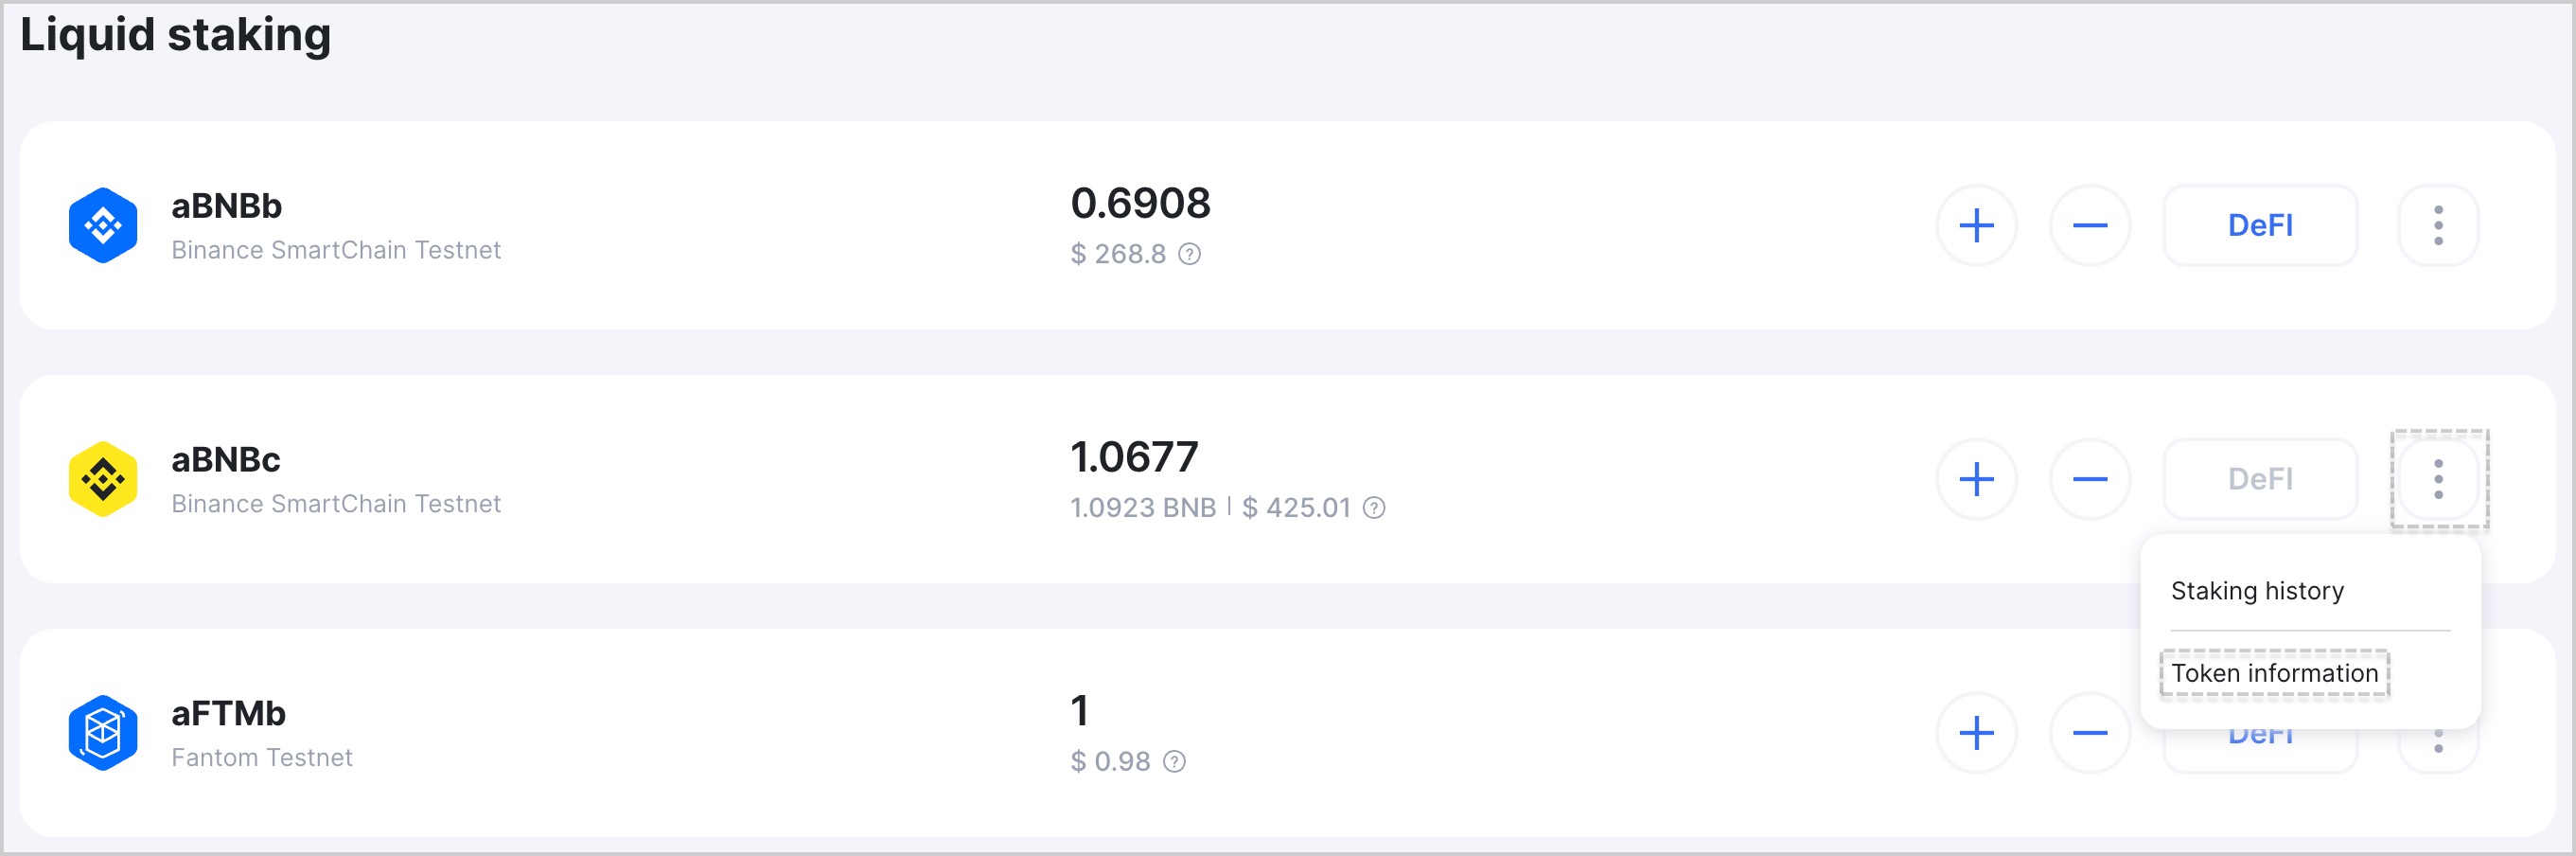 Liquid staking
aBNBb
Binance SmartChain Testnet
0.6908
$ 268.8 ?
DeFI
aBNBc
Binance SmartChain Testnet
1.0677
1.0923 BNB | $ 425.01 ?
DeFI
Staking history
Token information
aFTMb
Fantom Testnet
1
$ 0.98 ?
DeFI